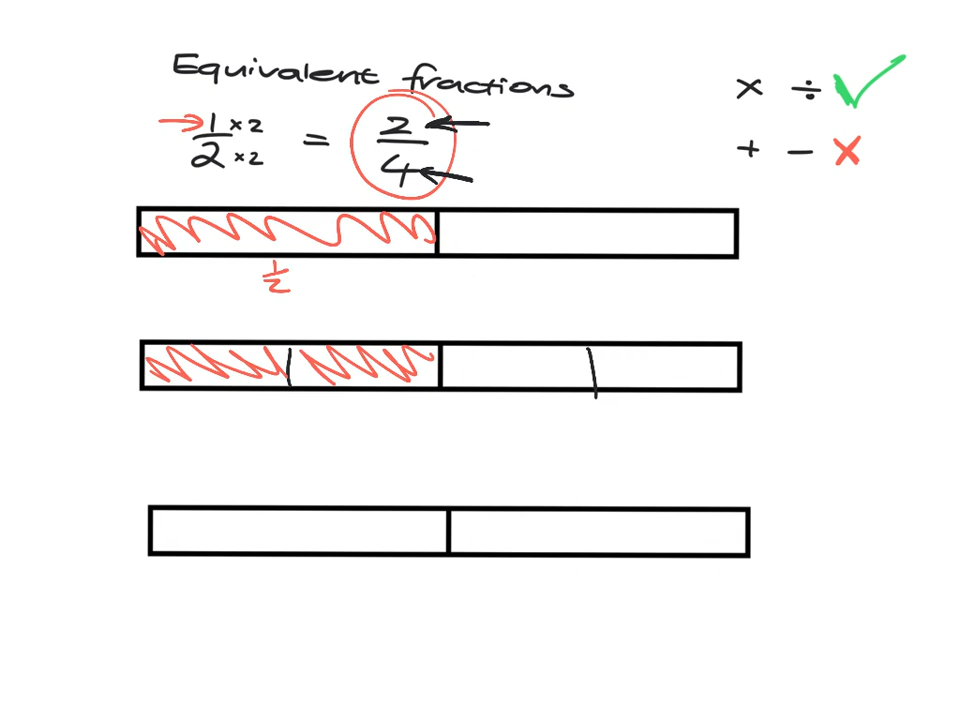 Equivalent fractions
× ÷ ✓
1 × 2
2 × 2
=
2
4
+ − ×
1
2